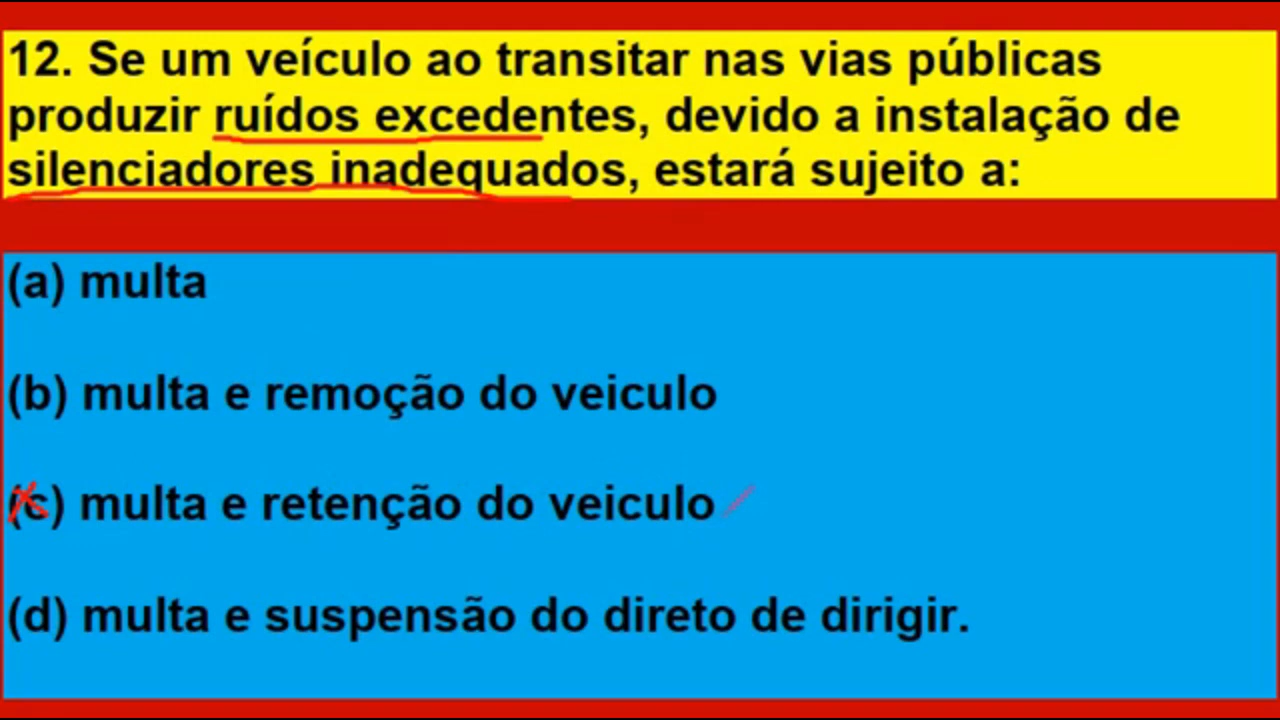 12. Se um veículo ao transitar nas vias públicas
produzir ruídos excedentes, devido a instalação de
silenciadores inadequados, estará sujeito a:
(a) multa
(b) multa e remoção do veiculo
(c) multa e retenção do veiculo
(d) multa e suspensão do direto de dirigir.